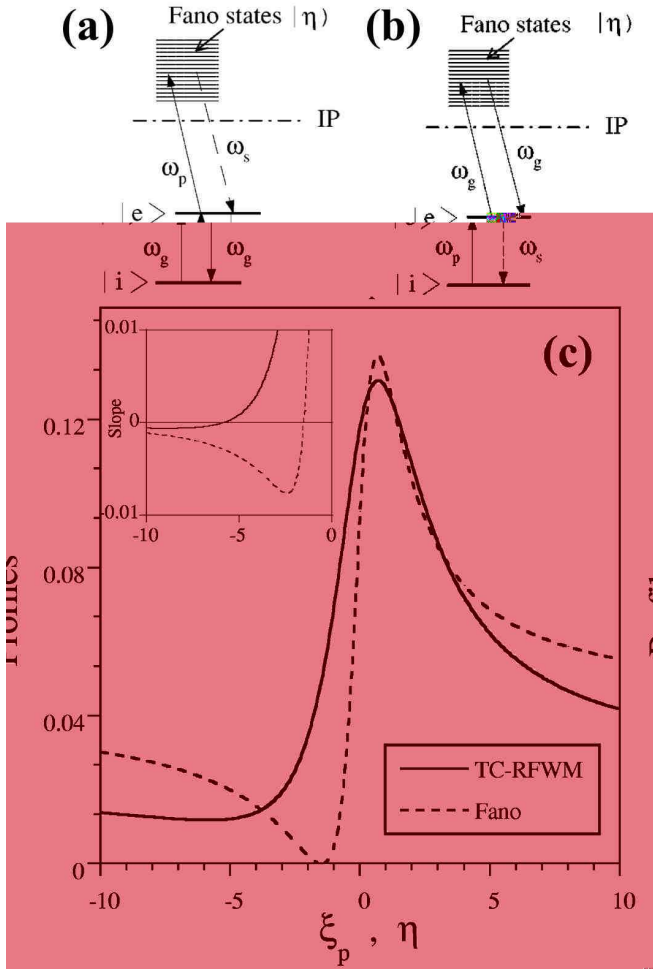 (a)
Fano states |η)
IP
ω_p
ω_s
|e>
ω_g
ω_g
|i>
(b)
Fano states |η)
IP
ω_g
ω_g
e>
ω_p
ω_s
|i>
(c)
0.01
0
-0.01
Slope
-10
-5
0
0.12
0.08
0.04
0
TC-RFWM
Fano
-10
-5
0
5
10
ξ_p , η